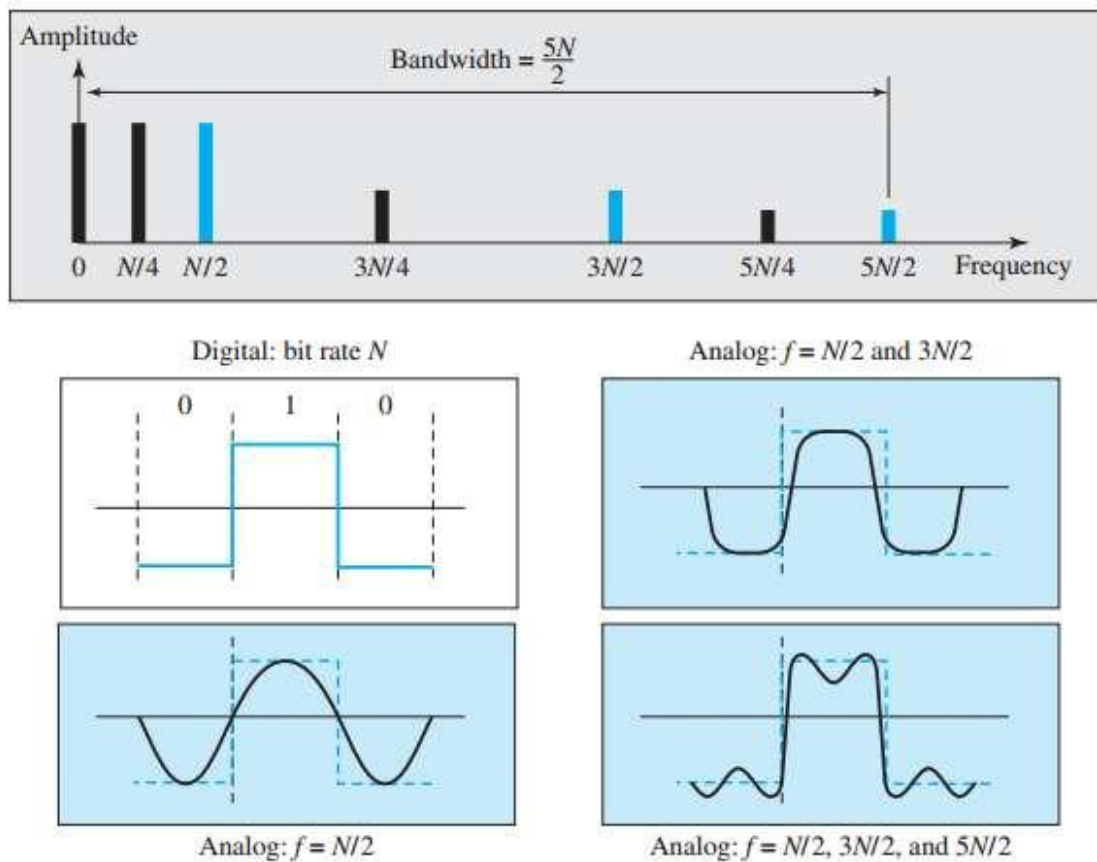 Amplitude
Bandwidth = 5N/2
0 N/4 N/2 3N/4 3N/2 5N/4 5N/2 Frequency
Digital: bit rate N
0 1 0
Analog: f = N/2 and 3N/2
Analog: f = N/2
Analog: f = N/2, 3N/2, and 5N/2